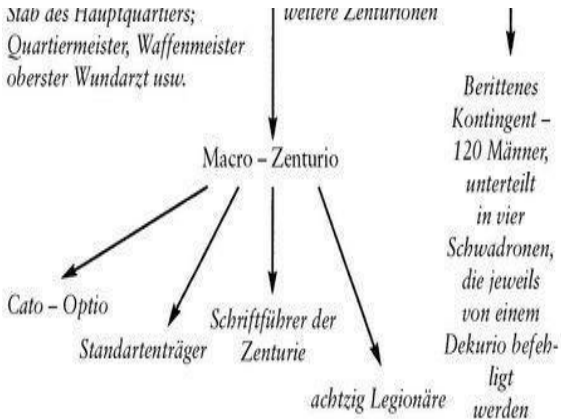 Stab des Hauptquartiers;
Quartiermeister, Waffenmeister
oberster Wundarzt usw.
weitere Zenturionen
Macro – Zenturio
Cato – Optio
Standartenträger
Schriftführer der
Zenturie
achtzig Legionäre
Berittenes
Kontingent –
120 Männer,
unterteilt
in vier
Schwadronen,
die jeweils
von einem
Dekurio befeh-
ligt
werden